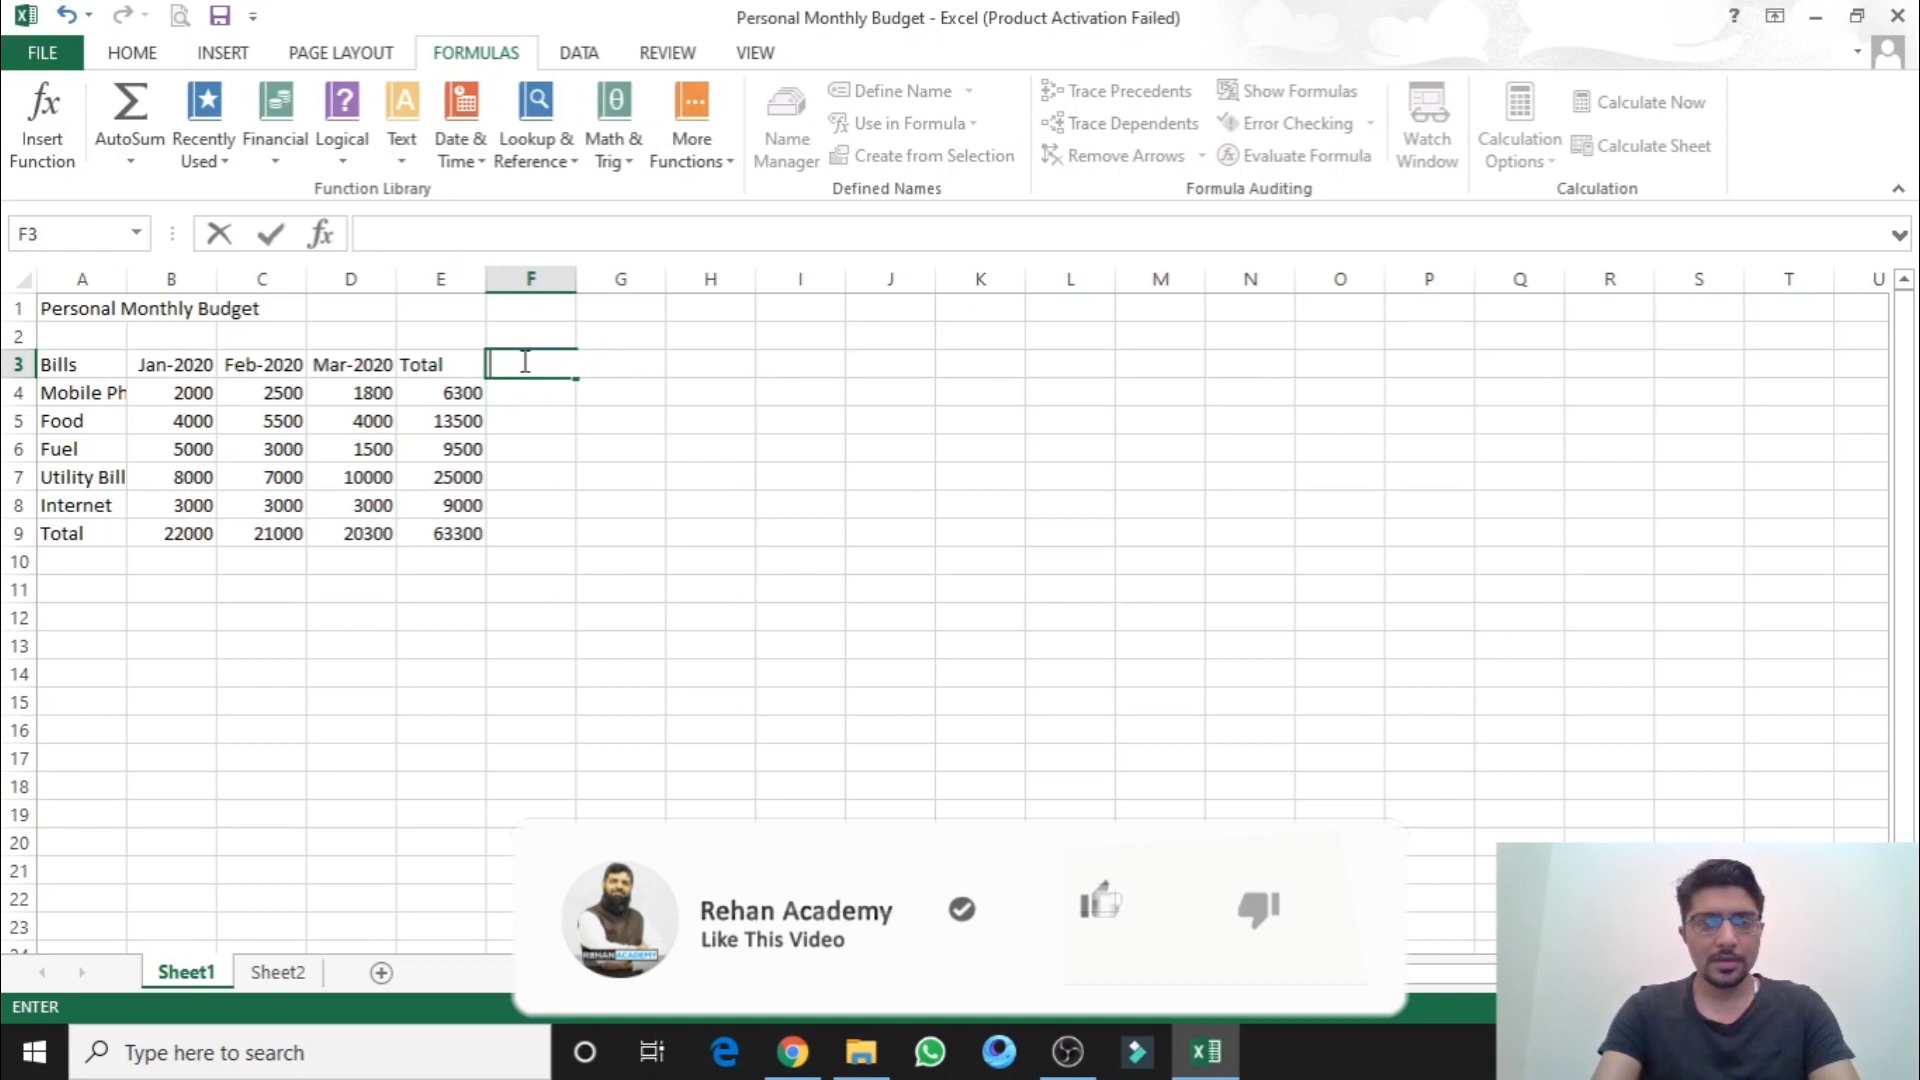 Personal Monthly Budget - Excel (Product Activation Failed)
?
FILE HOME INSERT PAGE LAYOUT FORMULAS DATA REVIEW VIEW
Insert Function
AutoSum
Recently Used
Financial
Logical
Text
Date & Time
Lookup & Reference
Math & Trig
More Functions
Function Library
Name Manager
Define Name
Use in Formula
Create from Selection
Defined Names
Trace Precedents
Trace Dependents
Remove Arrows
Show Formulas
Error Checking
Evaluate Formula
Formula Auditing
Watch Window
Calculation Options
Calculate Now
Calculate Sheet
Calculation
F3
fx
A B C D E F G H I J K L M N O P Q R S T U
1 Personal Monthly Budget
2
3 Bills Jan-2020 Feb-2020 Mar-2020 Total
4 Mobile Ph 2000 2500 1800 6300
5 Food 4000 5500 4000 13500
6 Fuel 5000 3000 1500 9500
7 Utility Bill 8000 7000 10000 25000
8 Internet 3000 3000 3000 9000
9 Total 22000 21000 20300 63300
10
11
12
13
14
15
16
17
18
19
20
21
22
23
Rehan Academy
Like This Video
REHAN ACADEMY
Sheet1 Sheet2
ENTER
Type here to search